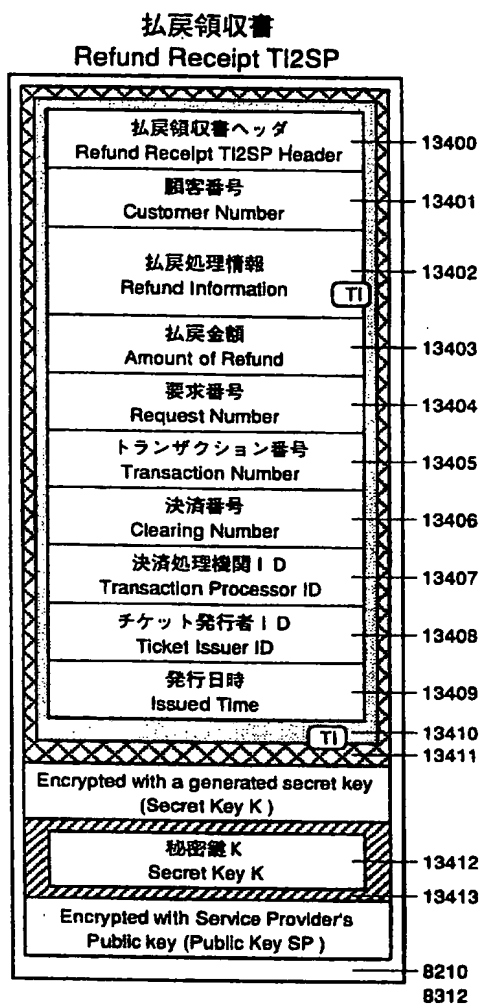 払戻領収書
Refund Receipt TI2SP
払戻領収書ヘッダ
Refund Receipt TI2SP Header
13400
顧客番号
Customer Number
13401
払戻処理情報
Refund Information
TI
13402
払戻金額
Amount of Refund
13403
要求番号
Request Number
13404
トランザクション番号
Transaction Number
13405
決済番号
Clearing Number
13406
決済処理機関ID
Transaction Processor ID
13407
チケット発行者ID
Ticket Issuer ID
13408
発行日時
Issued Time
13409
TI
13410
13411
Encrypted with a generated secret key
(Secret Key K )
秘密鍵K
Secret Key K
13412
13413
Encrypted with Service Provider's
Public key (Public Key SP )
8210
8312